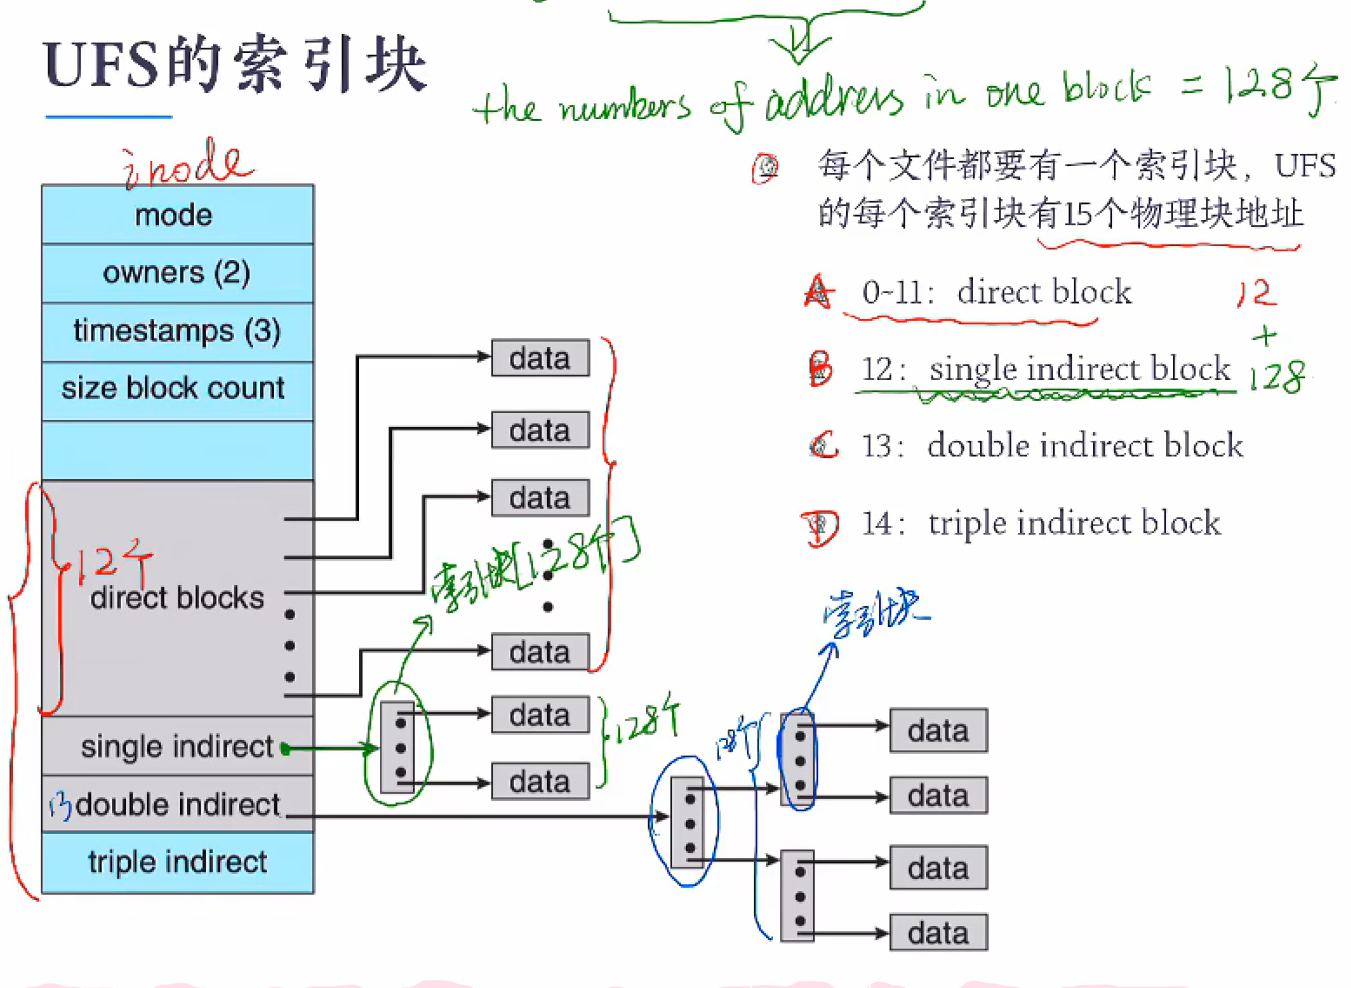 UFS的索引块
the numbers of address in one block = 128个
inode
mode
owners (2)
timestamps (3)
size block count
12个
direct blocks
single indirect
13 double indirect
triple indirect
data
data
data
索引块[128个]
data
data
data
128个
128个
索引块
data
data
data
data
每个文件都要有一个索引块，UFS
的每个索引块有15个物理块地址
A 0~11: direct block 12
+
B 12: single indirect block 128
C 13: double indirect block
D 14: triple indirect block